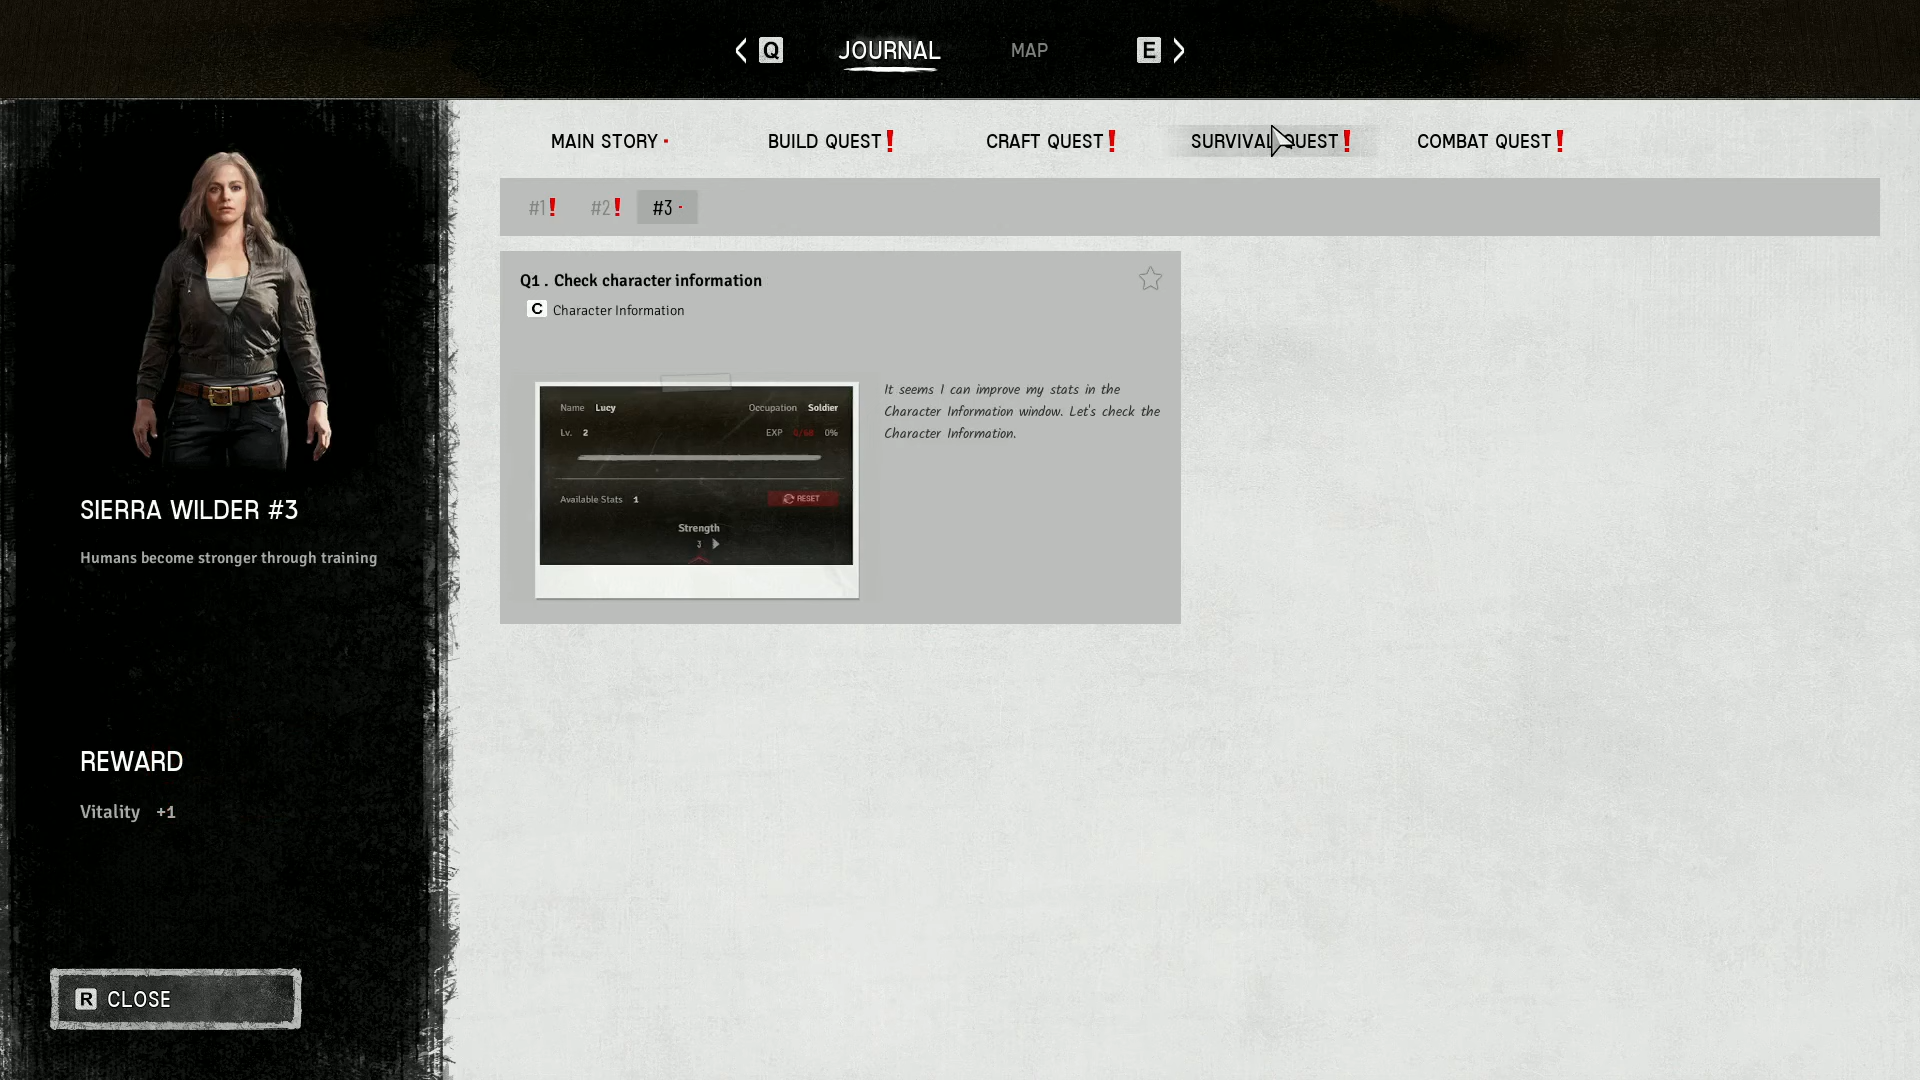 Q JOURNAL MAP E
MAIN STORY BUILD QUEST! CRAFT QUEST! SURVIVAL QUEST! COMBAT QUEST!
#1! #2! #3
Q1 . Check character information
C Character Information
Name Lucy Occupation Soldier
Lv. 2 EXP 0/60 0%
Available Stats 1 RESET
Strength
3
It seems I can improve my stats in the
Character Information window. Let's check the
Character Information.
SIERRA WILDER #3
Humans become stronger through training
REWARD
Vitality +1
R CLOSE